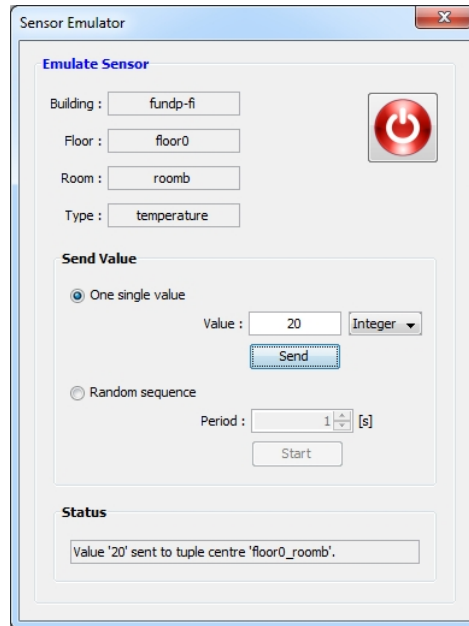 Sensor Emulator
Emulate Sensor
Building : fundp-fi
Floor : floor0
Room : roomb
Type : temperature
Send Value
One single value
Value : 20 Integer
Send
Random sequence
Period : 1 [s]
Start
Status
Value '20' sent to tuple centre 'floor0_roomb'.